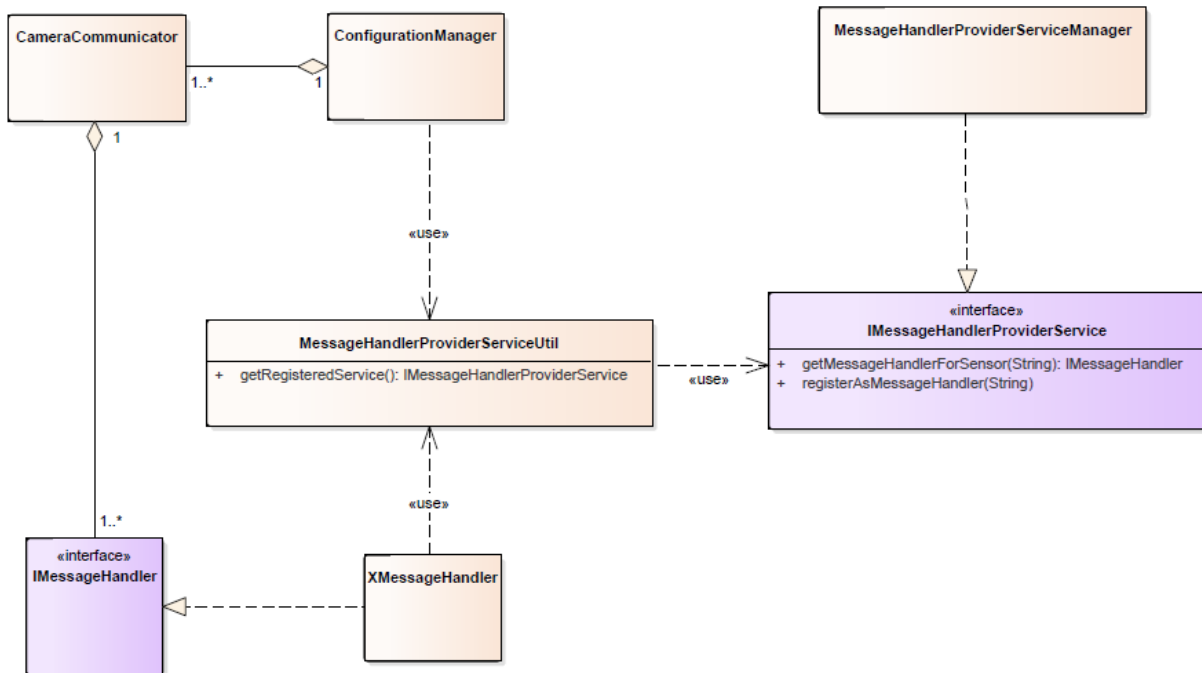 CameraCommunicator
ConfigurationManager
MessageHandlerProviderServiceManager
1..*
1
1
«use»
«interface»
IMessageHandlerProviderService
+ getMessageHandlerForSensor(String): IMessageHandler
+ registerAsMessageHandler(String)
MessageHandlerProviderServiceUtil
+ getRegisteredService(): IMessageHandlerProviderService
«use»
«use»
1..*
«interface»
IMessageHandler
XMessageHandler